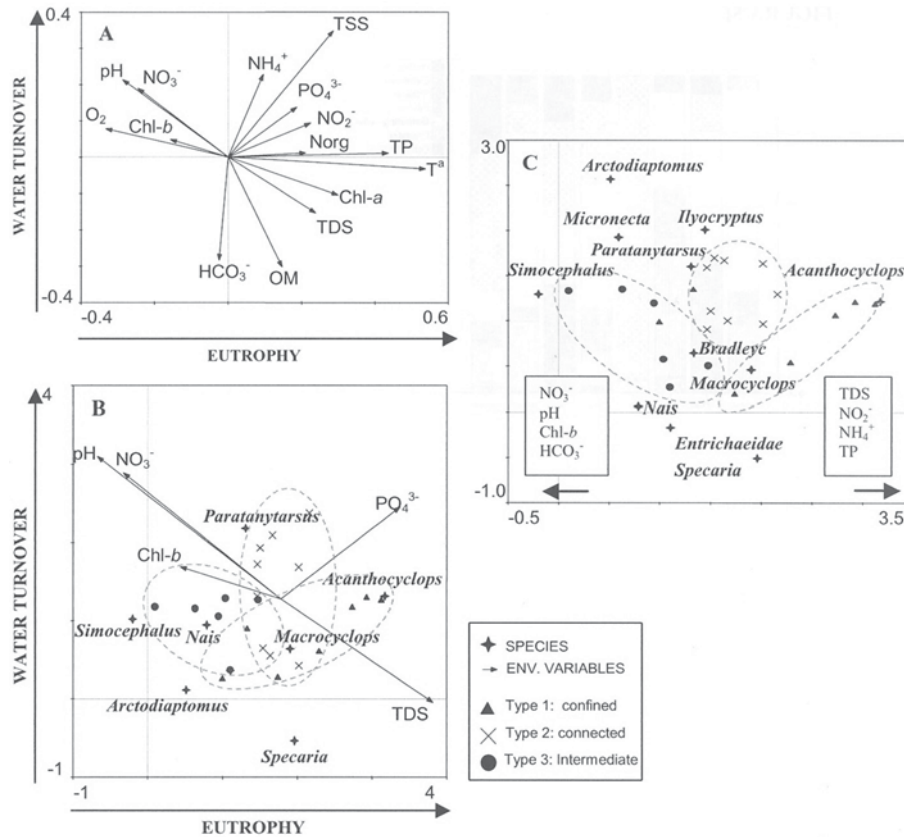 0.4
A
TSS
NH₄⁺
pH
NO₃⁻
PO₄³⁻
O₂
Chl-b
NO₂⁻
Norg
TP
Tª
Chl-a
TDS
HCO₃⁻
OM
-0.4
-0.4
0.6
WATER TURNOVER
EUTROPHY
4
B
pH
NO₃⁻
PO₄³⁻
Paratanytarsus
Chl-b
Acanthocyclops
Simocephalus
Nais
Macrocyclops
Arctodiaptomus
TDS
Specaria
-1
-1
4
WATER TURNOVER
EUTROPHY
3.0
C
Arctodiaptomus
Micronecta
Ilyocryptus
Paratanytarsus
Simocephalus
Acanthocyclops
Bradleyc
Macrocyclops
Nais
Entrichaeidae
Specaria
NO₃⁻
pH
Chl-b
HCO₃⁻
TDS
NO₂⁻
NH₄⁺
TP
-1.0
-0.5
3.5
SPECIES
ENV. VARIABLES
Type 1: confined
Type 2: connected
Type 3: Intermediate